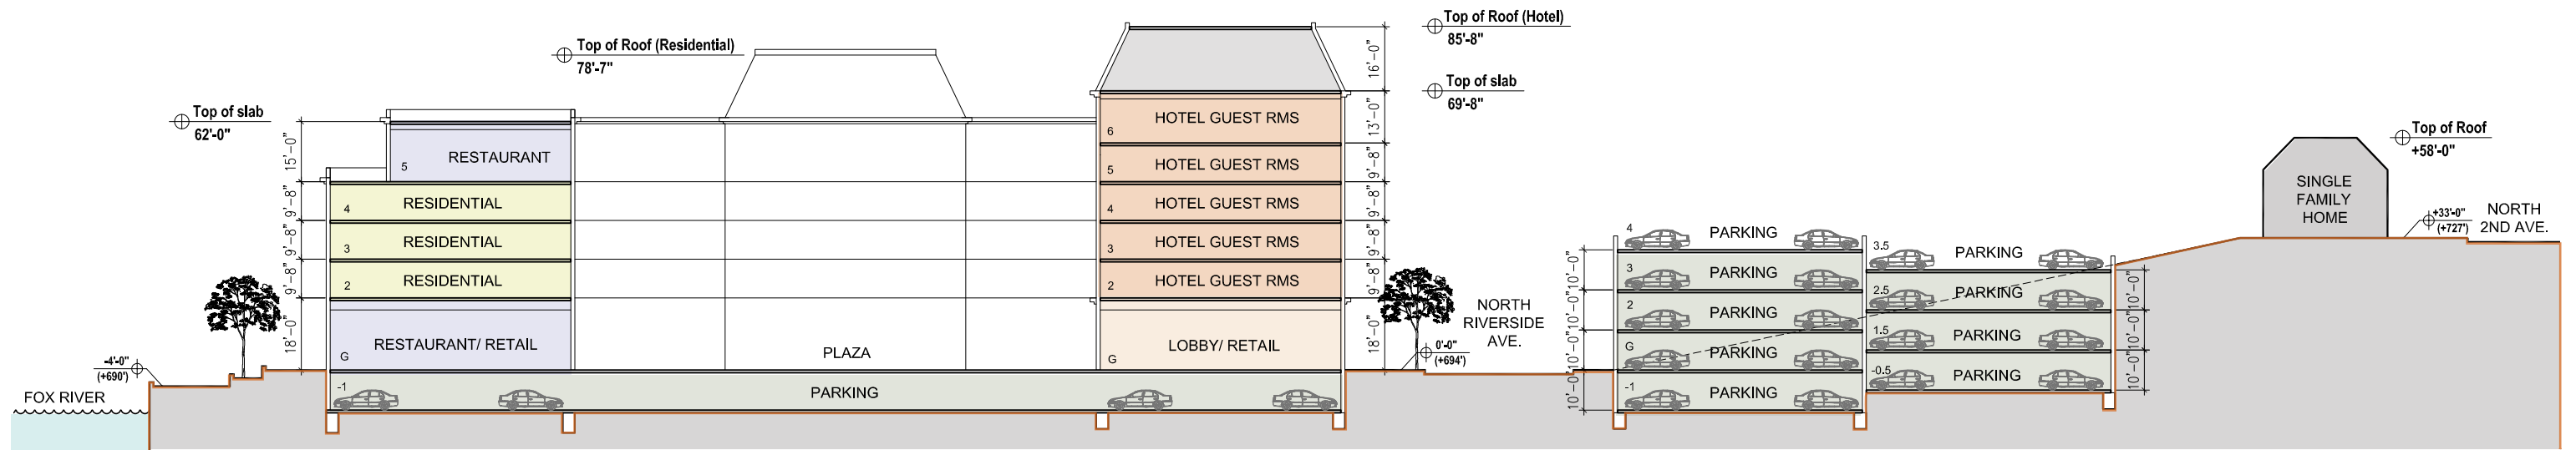 Top of Roof (Hotel)
85'-8"
Top of Roof (Residential)
78'-7"
16'-0"
Top of slab
69'-8"
Top of slab
62'-0"
15'-0"
5
RESTAURANT
6
HOTEL GUEST RMS
13'-0"
Top of Roof
+58'-0"
5
HOTEL GUEST RMS
9'-8"
9'-8"
4
RESIDENTIAL
4
HOTEL GUEST RMS
9'-8"
SINGLE
FAMILY
HOME
+33'-0"
(+727')
NORTH
2ND AVE.
9'-8"
3
RESIDENTIAL
3
HOTEL GUEST RMS
9'-8"
4
PARKING
3.5
PARKING
9'-8"
2
RESIDENTIAL
2
HOTEL GUEST RMS
9'-8"
10'-0"
3
PARKING
2.5
PARKING
10'-0"
NORTH
RIVERSIDE
AVE.
10'-0"
2
PARKING
1.5
PARKING
10'-0"
18'-0"
G
RESTAURANT/ RETAIL
PLAZA
G
LOBBY/ RETAIL
18'-0"
0'-0"
(+694')
10'-0"
G
PARKING
-0.5
PARKING
10'-0"
-4'-0"
(+690')
FOX RIVER
-1
PARKING
10'-0"
-1
PARKING